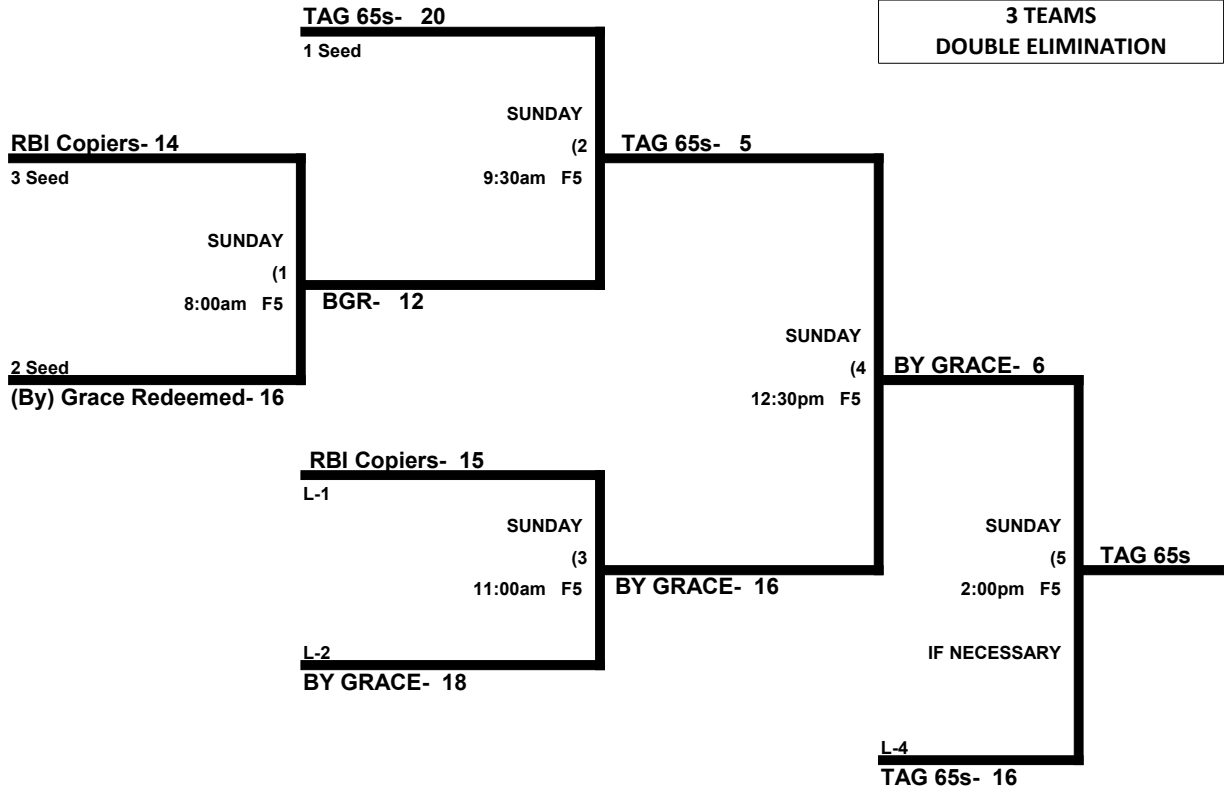 TAG 65s- 20
3 TEAMS
DOUBLE ELIMINATION
1 Seed
SUNDAY
(2
9:30am F5
RBI Copiers- 14
3 Seed
TAG 65s- 5
SUNDAY
(1
8:00am F5
BGR- 12
2 Seed
(By) Grace Redeemed- 16
SUNDAY
(4
12:30pm F5
BY GRACE- 6
RBI Copiers- 15
L-1
SUNDAY
(3
11:00am F5
BY GRACE- 16
L-2
BY GRACE- 18
SUNDAY
(5
2:00pm F5
IF NECESSARY
TAG 65s
L-4
TAG 65s- 16